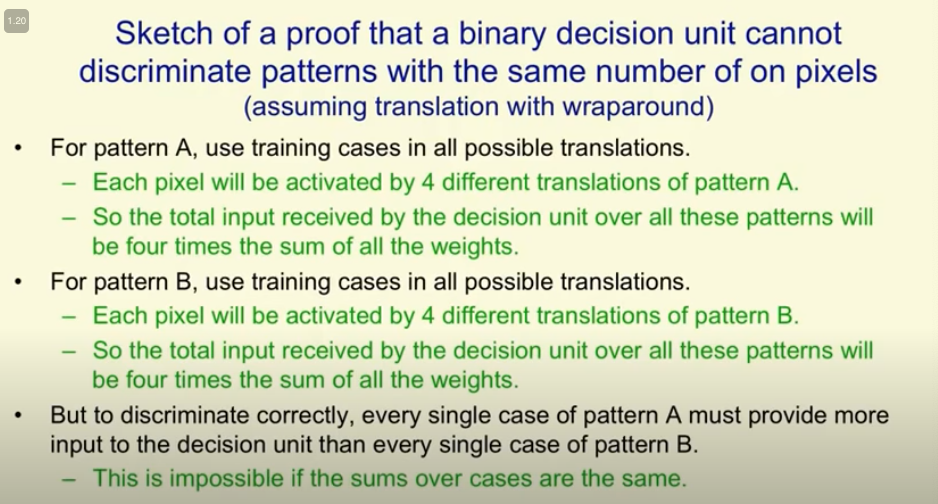 1.20
Sketch of a proof that a binary decision unit cannot
discriminate patterns with the same number of on pixels
(assuming translation with wraparound)
• For pattern A, use training cases in all possible translations.
– Each pixel will be activated by 4 different translations of pattern A.
– So the total input received by the decision unit over all these patterns will
be four times the sum of all the weights.
• For pattern B, use training cases in all possible translations.
– Each pixel will be activated by 4 different translations of pattern B.
– So the total input received by the decision unit over all these patterns will
be four times the sum of all the weights.
• But to discriminate correctly, every single case of pattern A must provide more
input to the decision unit than every single case of pattern B.
– This is impossible if the sums over cases are the same.